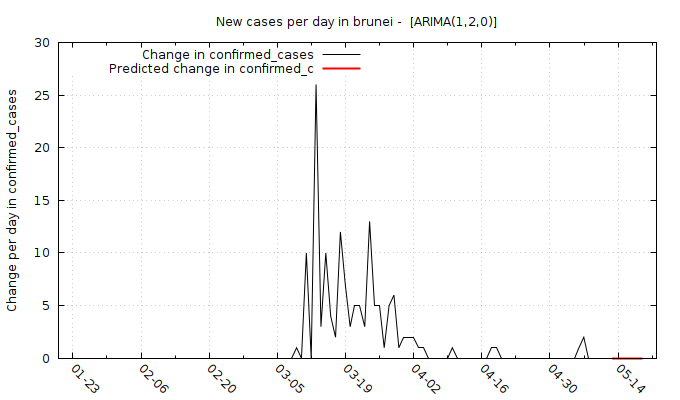 New cases per day in brunei -  [ARIMA(1,2,0)]
Change in confirmed_cases
Predicted change in confirmed_c
Change per day in confirmed_cases
30
25
20
15
10
5
0
01-23 02-06 02-20 03-05 03-19 04-02 04-16 04-30 05-14